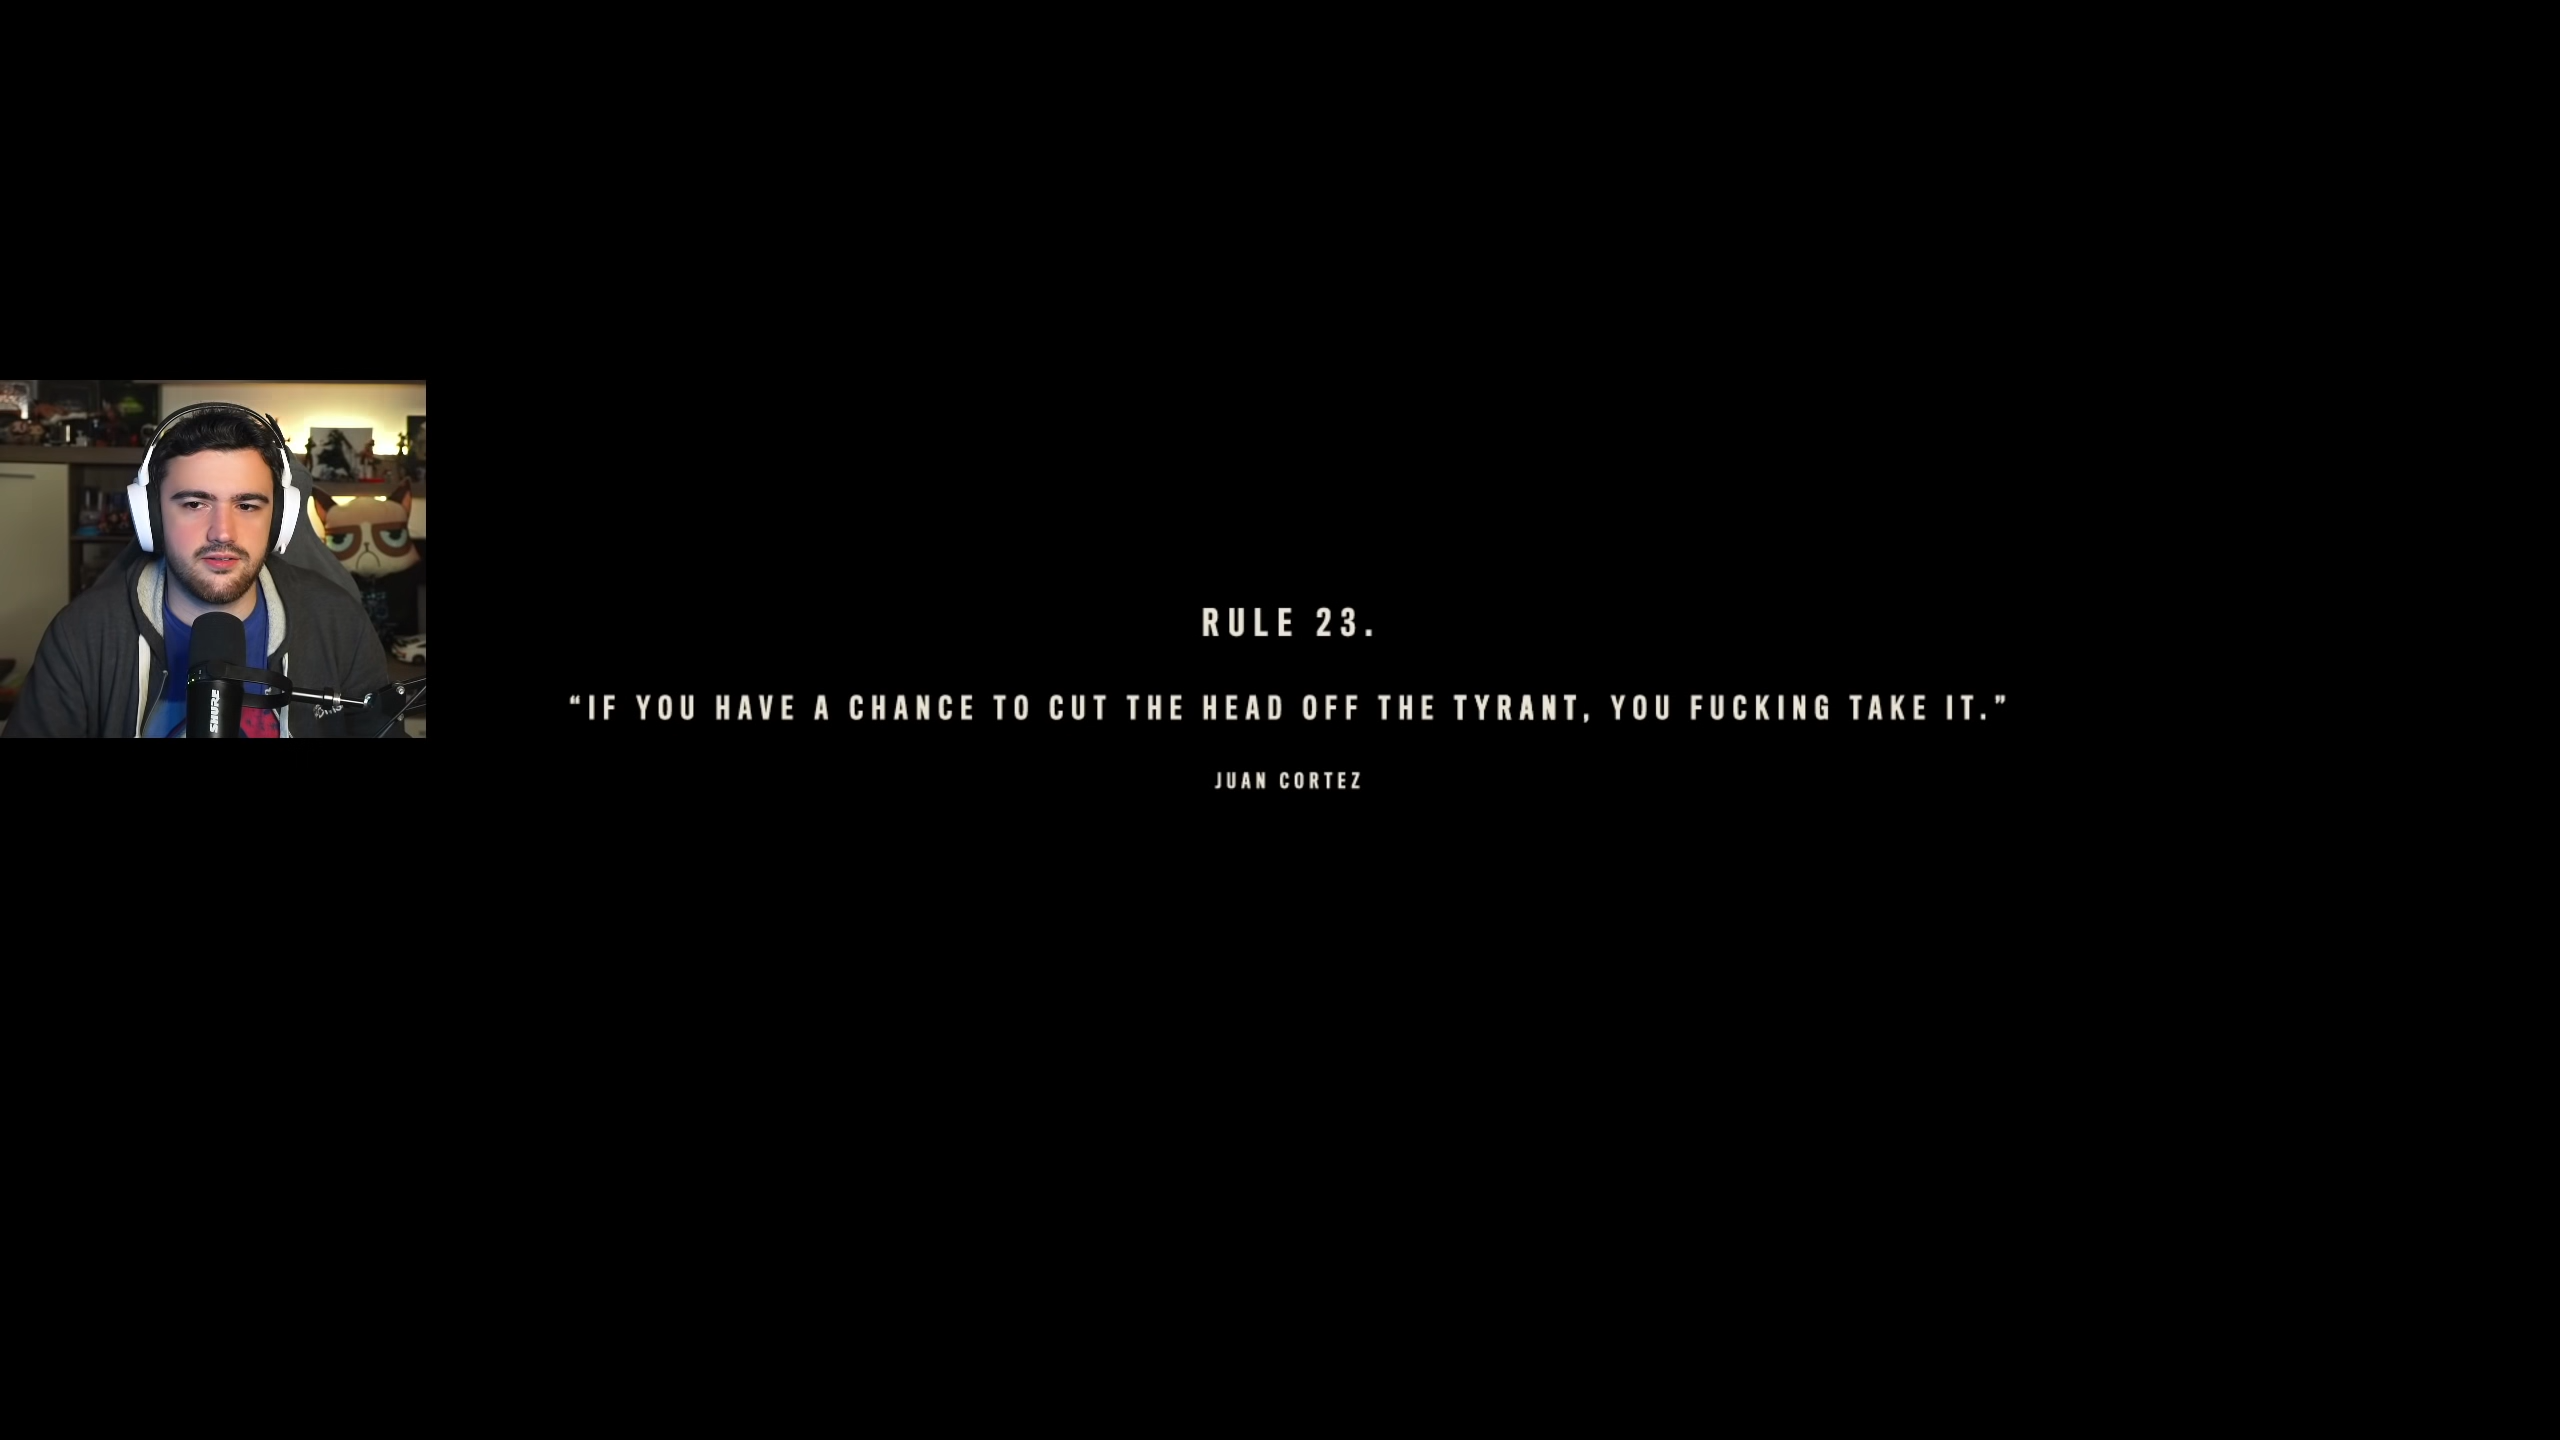 RULE 23.
“IF YOU HAVE A CHANCE TO CUT THE HEAD OFF THE TYRANT, YOU FUCKING TAKE IT.”
JUAN CORTEZ
SHURE